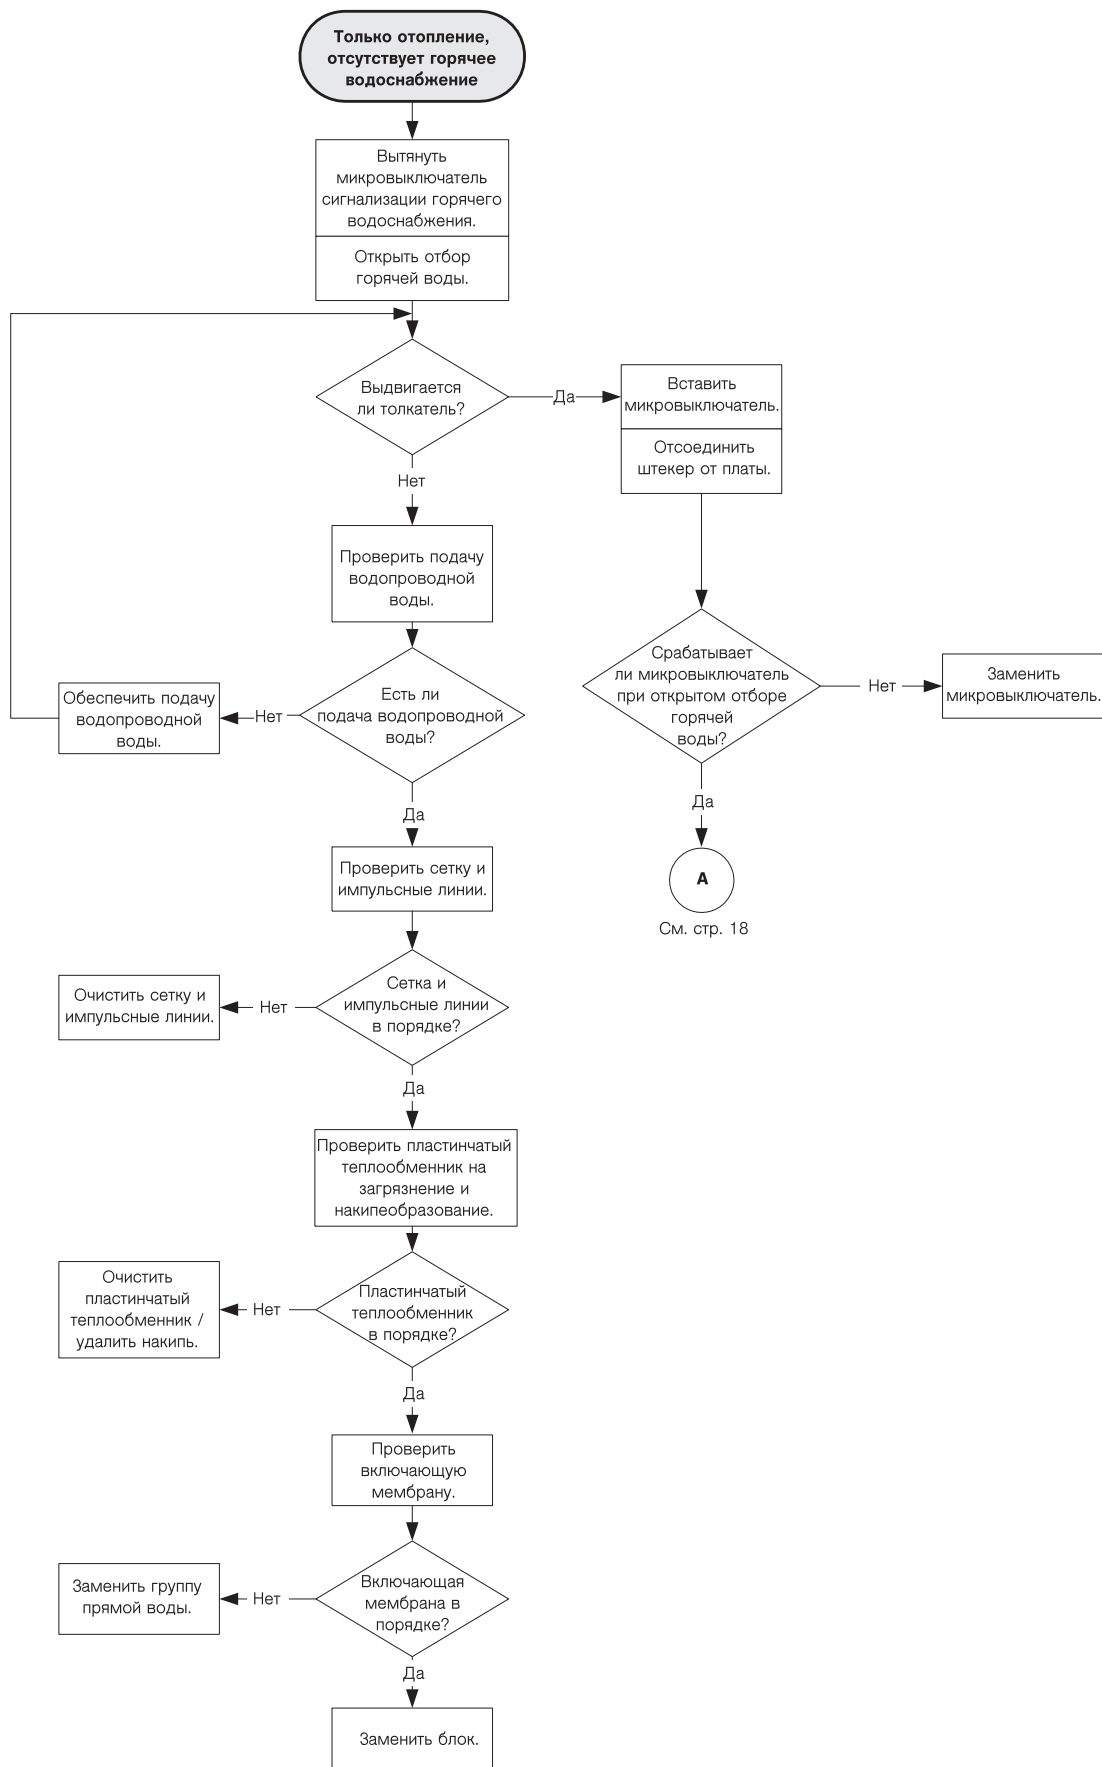 Только отопление,
отсутствует горячее
водоснабжение
Вытянуть
микровыключатель
сигнализации горячего
водоснабжения.
Открыть отбор
горячей воды.
Выдвигается
ли толкатель?
Да
Вставить
микровыключатель.
Отсоединить
штекер от платы.
Нет
Проверить подачу
водопроводной
воды.
Срабатывает
ли микровыключатель
при открытом отборе
горячей
воды?
Нет
Заменить
микровыключатель.
Есть ли
подача водопроводной
воды?
Нет
Обеспечить подачу
водопроводной
воды.
Да
Да
A
См. стр. 18
Проверить сетку и
импульсные линии.
Сетка и
импульсные линии
в порядке?
Нет
Очистить сетку и
импульсные линии.
Да
Проверить пластинчатый
теплообменник на
загрязнение и
накипеобразование.
Пластинчатый
теплообменник
в порядке?
Нет
Очистить
пластинчатый
теплообменник /
удалить накипь.
Да
Проверить
включающую
мембрану.
Включающая
мембрана в
порядке?
Нет
Заменить группу
прямой воды.
Да
Заменить блок.